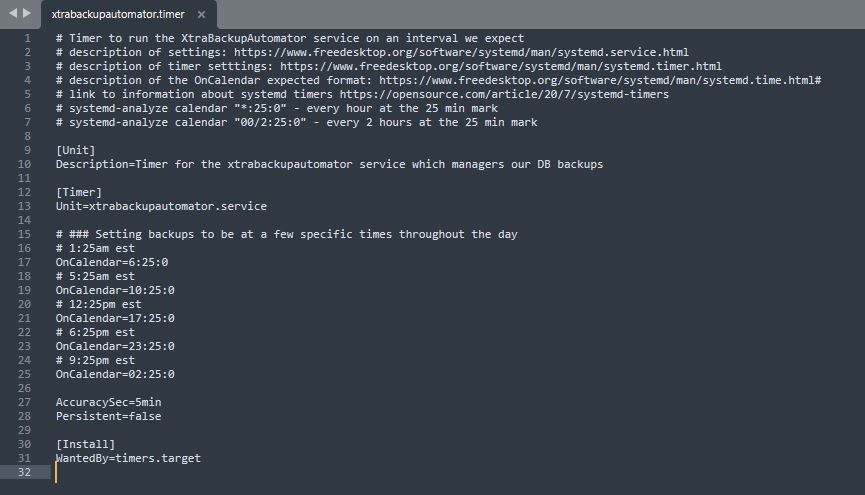 xtrabackupautomator.timer
1 # Timer to run the XtraBackupAutomator service on an interval we expect
2 # description of settings: https://www.freedesktop.org/software/systemd/man/systemd.service.html
3 # description of timer setttings: https://www.freedesktop.org/software/systemd/man/systemd.timer.html
4 # description of the OnCalendar expected format: https://www.freedesktop.org/software/systemd/man/systemd.time.html#
5 # link to information about systemd timers https://opensource.com/article/20/7/systemd-timers
6 # systemd-analyze calendar "*:25:0" - every hour at the 25 min mark
7 # systemd-analyze calendar "00/2:25:0" - every 2 hours at the 25 min mark
8
9 [Unit]
10 Description=Timer for the xtrabackupautomator service which managers our DB backups
11
12 [Timer]
13 Unit=xtrabackupautomator.service
14
15 # ### Setting backups to be at a few specific times throughout the day
16 # 1:25am est
17 OnCalendar=6:25:0
18 # 5:25am est
19 OnCalendar=10:25:0
20 # 12:25pm est
21 OnCalendar=17:25:0
22 # 6:25pm est
23 OnCalendar=23:25:0
24 # 9:25pm est
25 OnCalendar=02:25:0
26
27 AccuracySec=5min
28 Persistent=false
29
30 [Install]
31 WantedBy=timers.target
32